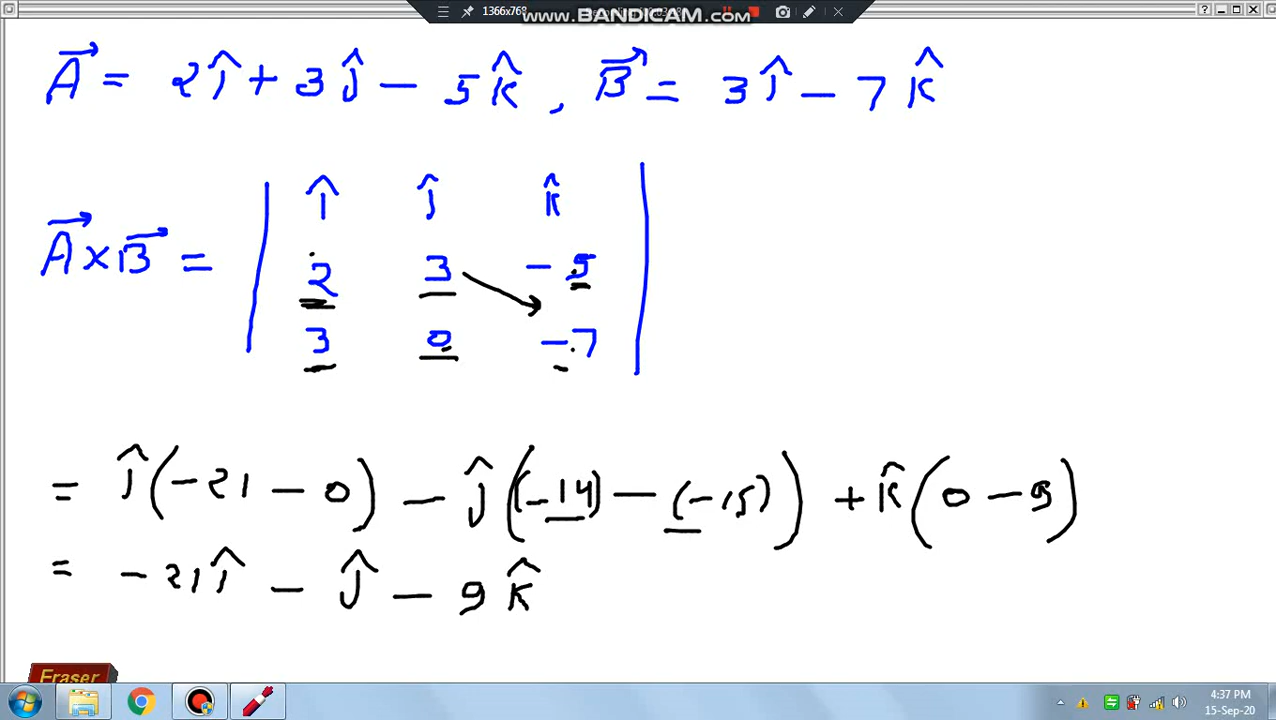 1366x768 www.BANDICAM.com
A⃗ = 2î + 3ĵ - 5k̂ , B⃗ = 3î - 7k̂
î ĵ k̂
A⃗ x B⃗ = 2 3 -5
3 0 -7
= î(-21 - 0) - ĵ((-14) - (-15)) + k̂(0 - 9)
= -21î - ĵ - 9k̂
Eraser
4:37 PM
15-Sep-20